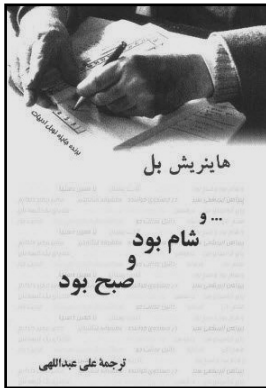 برنده جایزه نوبل ادبیات
هاینریش بل
... و
شام بود
و
صبح بود
ترجمهٔ علی عبداللهی